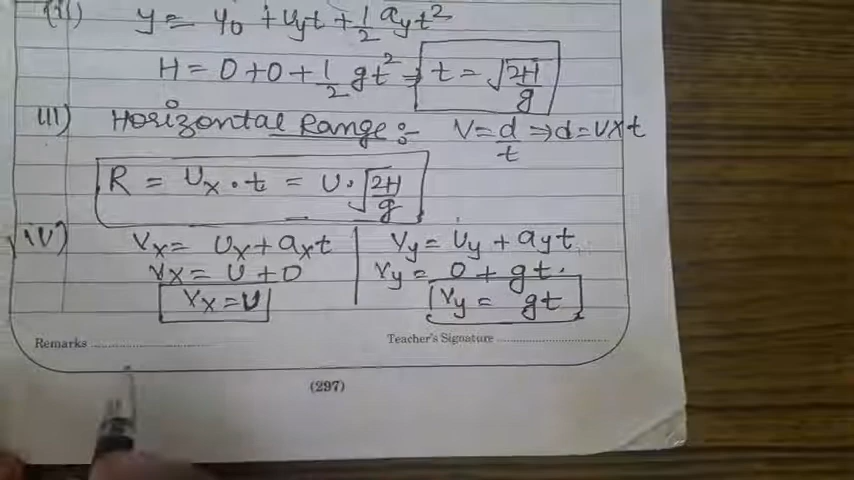 (ii) y = y₀ + uyt + 1/2 ayt²
H = 0 + 0 + 1/2 gt² ⇒ t = √2H/g
III) Horizontal Range :- V = d/t ⇒ d = v x t
R = Ux . t = U . √2H/g
IV) Vx = Ux + axt | Vy = Uy + ayt
Vx = U + 0 | Vy = 0 + gt.
Vx = U | Vy = gt
Remarks ........................ Teacher's Signature ........................
(297)